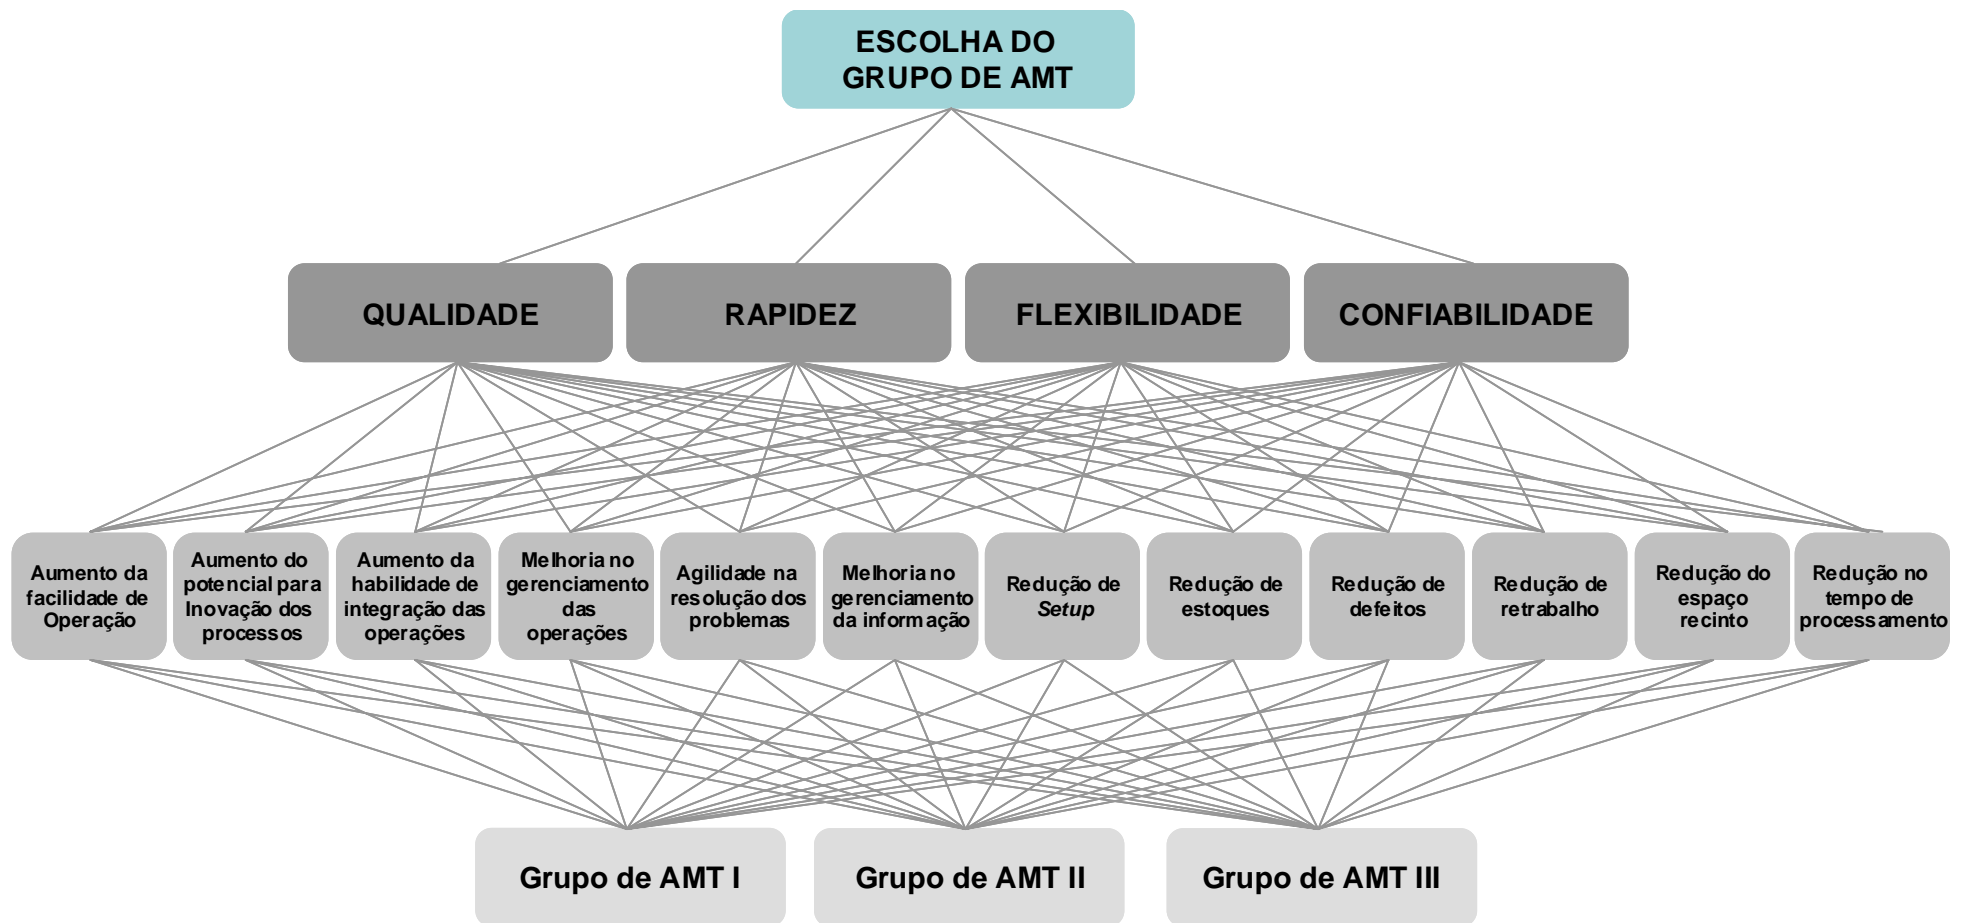 ESCOLHA DO
GRUPO DE AMT
QUALIDADE
RAPIDEZ
FLEXIBILIDADE
CONFIABILIDADE
Aumento da
facilidade de
Operação
Aumento do
potencial para
Inovação dos
processos
Aumento da
habilidade de
integração das
operações
Melhoria no
gerenciamento
das
operações
Agilidade na
resolução dos
problemas
Melhoria no
gerenciamento
da informação
Redução de
Setup
Redução de
estoques
Redução de
defeitos
Redução de
retrabalho
Redução do
espaço
recinto
Redução no
tempo de
processamento
Grupo de AMT I
Grupo de AMT II
Grupo de AMT III